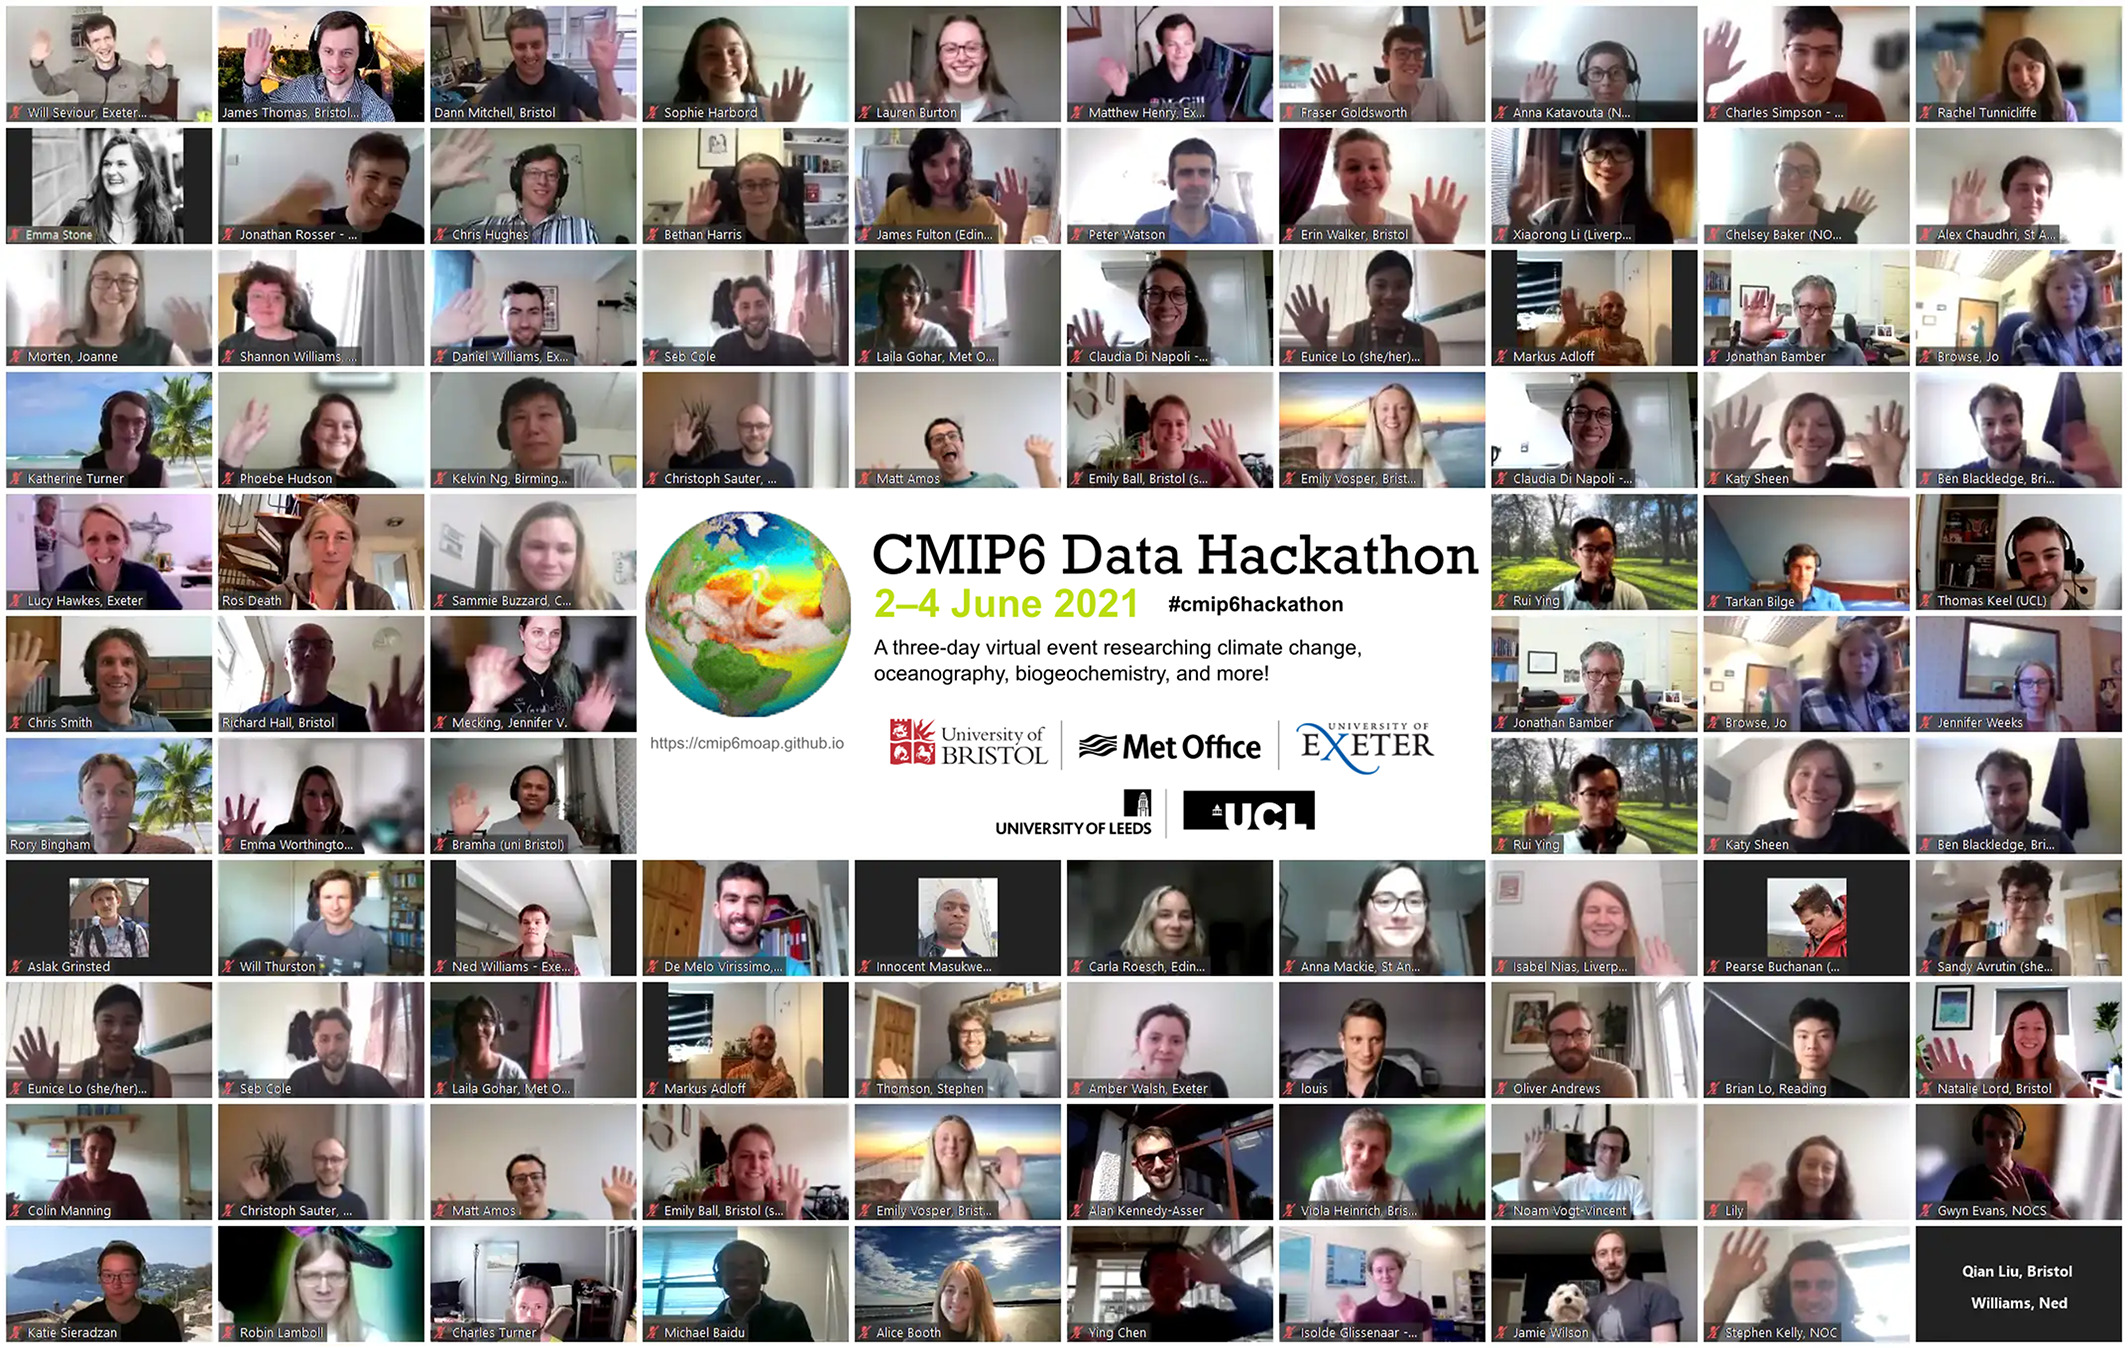 Will Seviour, Exeter...
James Thomas, Bristol...
Dann Mitchell, Bristol
Sophie Harbord
Lauren Burton
Matthew Henry, Ex...
Fraser Goldsworth
Anna Katavouta (N...
Charles Simpson - ...
Rachel Tunnicliffe
McGill
Emma Stone
Jonathan Rosser - ...
Chris Hughes
Bethan Harris
James Fulton (Edin...
Peter Watson
Erin Walker, Bristol
Xiaorong Li (Liverp...
Chelsey Baker (NO...
Alex Chaudhri, St A...
Morten, Joanne
Shannon Williams, ...
Daniel Williams, Ex...
Seb Cole
Laila Gohar, Met O...
Claudia Di Napoli -...
Eunice Lo (she/her)...
Markus Adloff
Jonathan Bamber
Browse, Jo
Katherine Turner
Phoebe Hudson
Kelvin Ng, Birming...
Christoph Sauter, ...
Matt Amos
Emily Ball, Bristol (s...
Emily Vosper, Brist...
Claudia Di Napoli -...
Katy Sheen
Ben Blackledge, Bri...
Lucy Hawkes, Exeter
Ros Death
Sammie Buzzard, C...
CMIP6 Data Hackathon
2–4 June 2021 #cmip6hackathon
A three-day virtual event researching climate change,
oceanography, biogeochemistry, and more!
https://cmip6moap.github.io
University of
BRISTOL
Met Office
UNIVERSITY OF
EXETER
UNIVERSITY OF LEEDS
UCL
Rui Ying
Tarkan Bilge
Thomas Keel (UCL)
Chris Smith
Richard Hall, Bristol
Mecking, Jennifer V.
Jonathan Bamber
Browse, Jo
Jennifer Weeks
Rory Bingham
Emma Worthingto...
Bramha (uni Bristol)
Rui Ying
Katy Sheen
Ben Blackledge, Bri...
Aslak Grinsted
Will Thurston
Ned Williams - Exe...
De Melo Viríssimo,...
Innocent Masukwe...
Carla Roesch, Edin...
Anna Mackie, St An...
Isabel Nias, Liverp...
Pearse Buchanan (...
Sandy Avrutin (she...
Eunice Lo (she/her)...
Seb Cole
Laila Gohar, Met O...
Markus Adloff
Thomson, Stephen
Amber Walsh, Exeter
louis
Oliver Andrews
Brian Lo, Reading
Natalie Lord, Bristol
Colin Manning
Christoph Sauter, ...
Matt Amos
Emily Ball, Bristol (s...
Emily Vosper, Brist...
Alan Kennedy-Asser
Viola Heinrich, Bris...
Noam Vogt-Vincent
Lily
Gwyn Evans, NOCS
Katie Sieradzan
Robin Lamboll
Charles Turner
Michael Baidu
Alice Booth
Ying Chen
Isolde Glissenaar -...
Jamie Wilson
Stephen Kelly, NOC
Qian Liu, Bristol
Williams, Ned